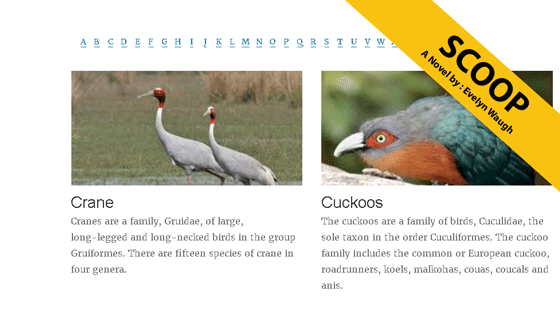 A B C D E F G H I J K L M N O P Q R S T U V W
SCOOP
A Novel by : Evelyn Waugh
Crane
Cranes are a family, Gruidae, of large,
long-legged and long-necked birds in the group
Gruiformes. There are fifteen species of crane in
four genera.
Cuckoos
The cuckoos are a family of birds, Cuculidae, the
sole taxon in the order Cuculiformes. The cuckoo
family includes the common or European cuckoo,
roadrunners, koels, malkohas, couas, coucals and
anis.